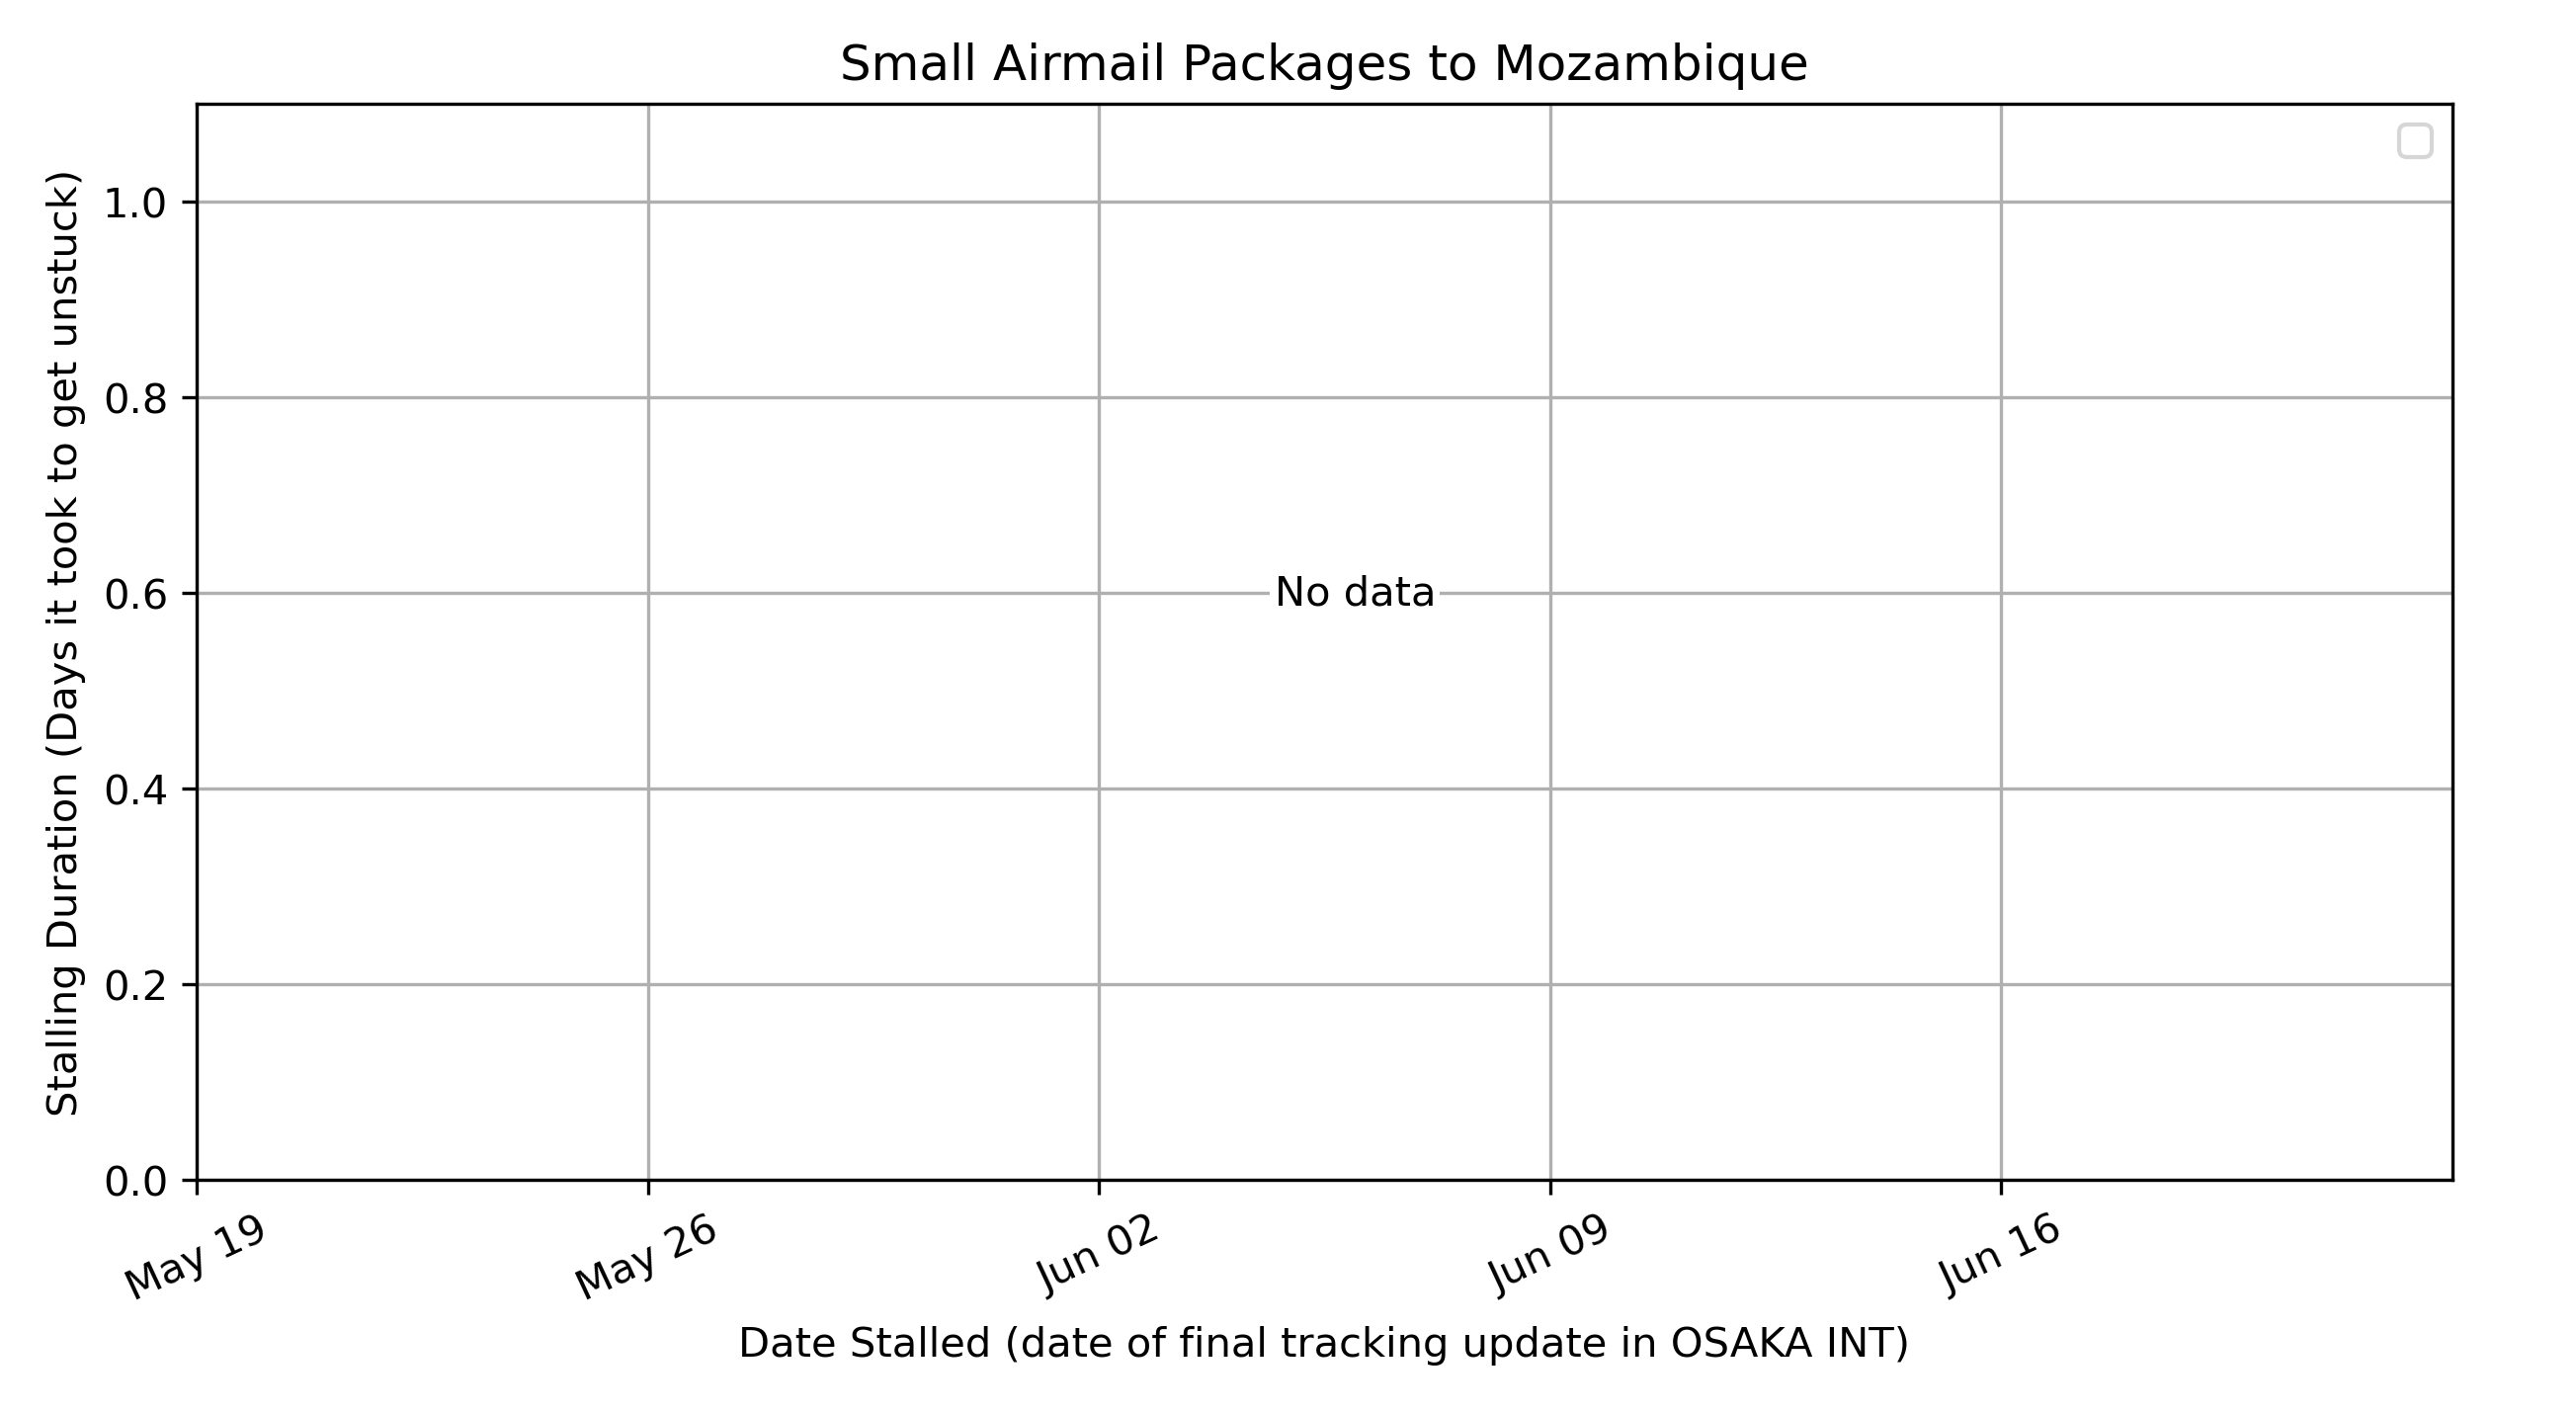 Small Airmail Packages to Mozambique
Stalling Duration (Days it took to get unstuck)
1.0
0.8
0.6
0.4
0.2
0.0
No data
May 19
May 26
Jun 02
Jun 09
Jun 16
Date Stalled (date of final tracking update in OSAKA INT)